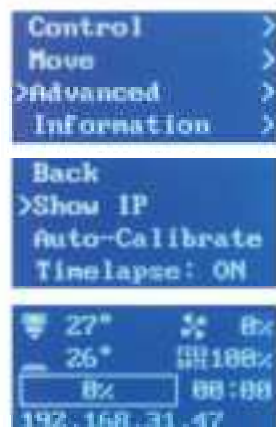 Control >
Move >
>Advanced >
Information >
Back
>Show IP
Auto-Calibrate
Timelapse: ON
27° 0%
26° FR 100%
0% 00:00
192.168.31.47